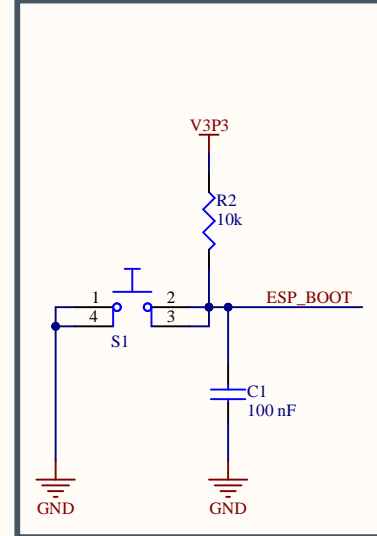 V3P3
R2
10k
1 2 ESP_BOOT
4 3
S1
C1
100 nF
GND GND